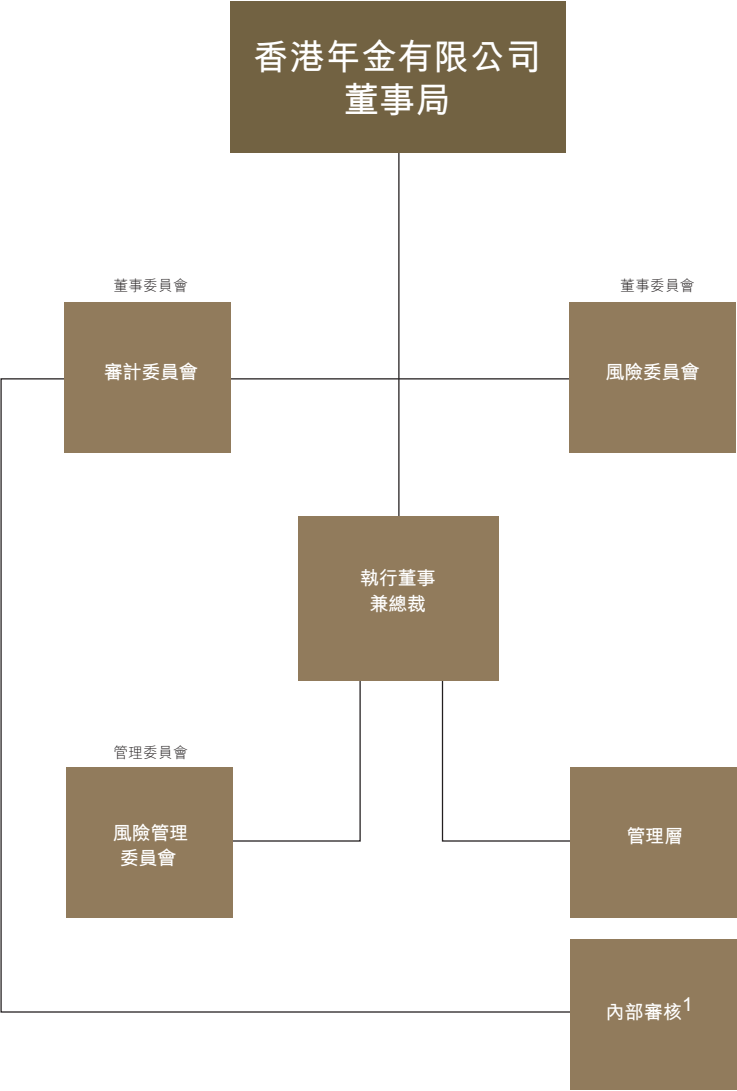 香港年金有限公司
董事局
董事委員會
審計委員會
董事委員會
風險委員會
執行董事
兼總裁
管理委員會
風險管理
委員會
管理層
內部審核1